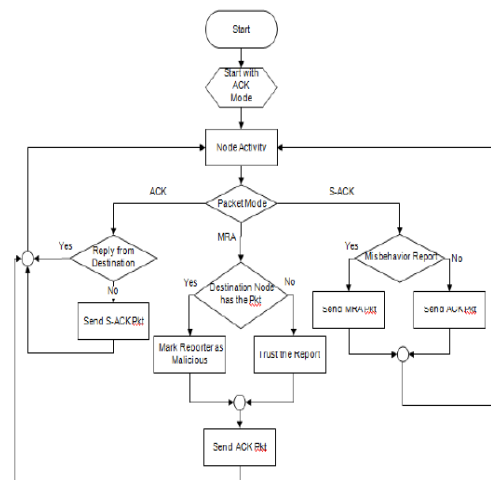 Start
Start with
ACK
Mode
Node Activity
ACK
Packet Mode
S-ACK
MRA
Yes
Reply from
Destination
No
Send S-ACK Pkt
Yes
Destination Node
has the Pkt
No
Mark Reporter as
Malicious
Trust the Report
Yes
Misbehavior Report
No
Send MRA Pkt
Send ACK Pkt
Send ACK Pkt